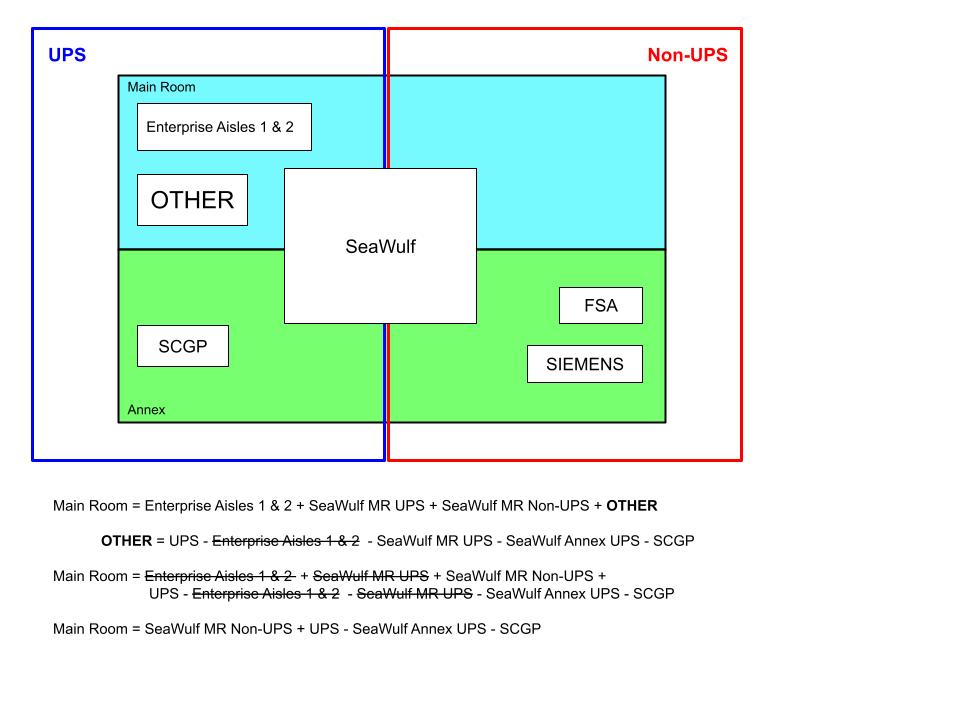 UPS
Non-UPS
Main Room
Enterprise Aisles 1 & 2
OTHER
SeaWulf
FSA
SCGP
SIEMENS
Annex
Main Room = Enterprise Aisles 1 & 2 + SeaWulf MR UPS + SeaWulf MR Non-UPS + OTHER
OTHER = UPS - Enterprise Aisles 1 & 2 - SeaWulf MR UPS - SeaWulf Annex UPS - SCGP
Main Room = Enterprise Aisles 1 & 2 + SeaWulf MR UPS + SeaWulf MR Non-UPS +
UPS - Enterprise Aisles 1 & 2 - SeaWulf MR UPS - SeaWulf Annex UPS - SCGP
Main Room = SeaWulf MR Non-UPS + UPS - SeaWulf Annex UPS - SCGP